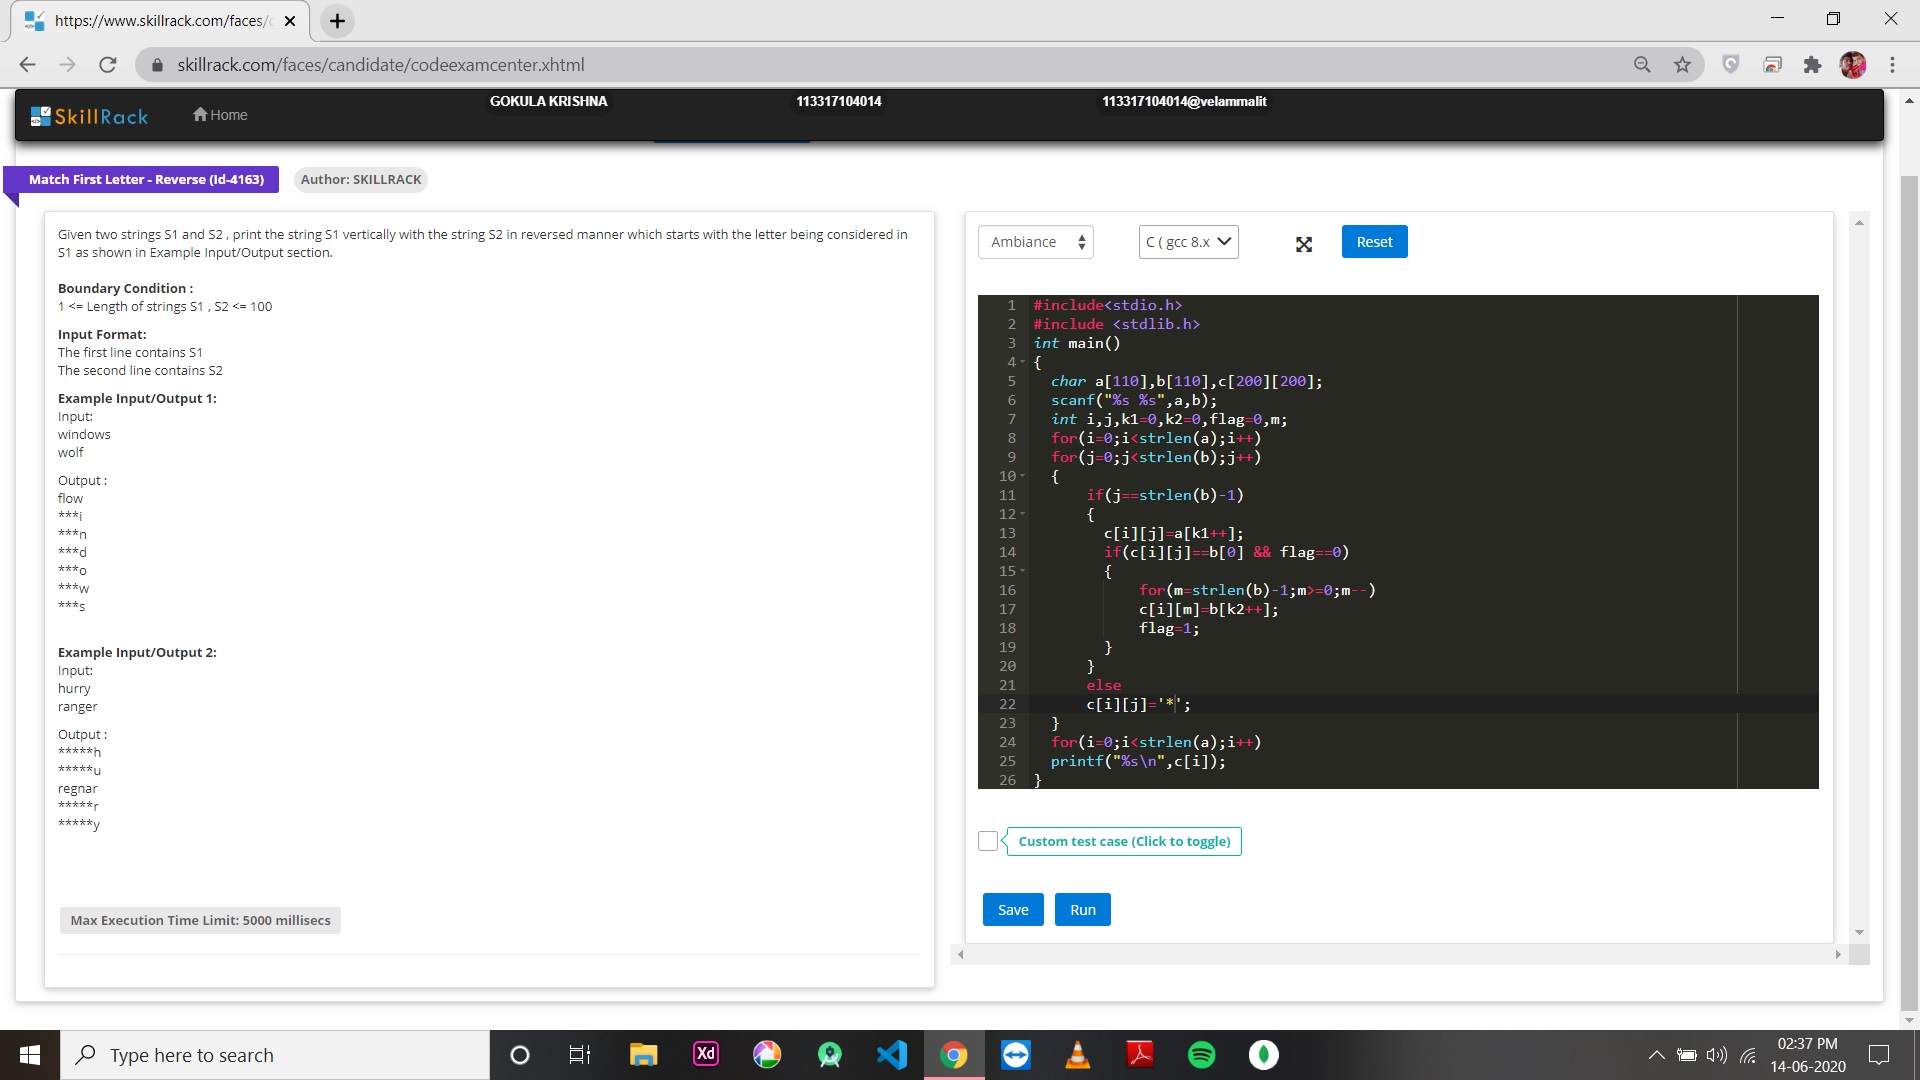 https://www.skillrack.com/faces/
skillrack.com/faces/candidate/codeexamcenter.xhtml
SkillRack
Home
GOKULA KRISHNA
113317104014
113317104014@velammalit
Match First Letter - Reverse (Id-4163)
Author: SKILLRACK
Given two strings S1 and S2 , print the string S1 vertically with the string S2 in reversed manner which starts with the letter being considered in
S1 as shown in Example Input/Output section.
Boundary Condition :
1 <= Length of strings S1 , S2 <= 100
Input Format:
The first line contains S1
The second line contains S2
Example Input/Output 1:
Input:
windows
wolf
Output :
flow
***i
***n
***d
***o
***w
***s
Example Input/Output 2:
Input:
hurry
ranger
Output :
*****h
*****u
regnar
*****r
*****y
Max Execution Time Limit: 5000 millisecs
Ambiance
C ( gcc 8.x
Reset
1 #include<stdio.h>
2 #include <stdlib.h>
3 int main()
4 {
5 char a[110],b[110],c[200][200];
6 scanf("%s %s",a,b);
7 int i,j,k1=0,k2=0,flag=0,m;
8 for(i=0;i<strlen(a);i++)
9 for(j=0;j<strlen(b);j++)
10 {
11 if(j==strlen(b)-1)
12 {
13 c[i][j]=a[k1++];
14 if(c[i][j]==b[0] && flag==0)
15 {
16 for(m=strlen(b)-1;m>=0;m--)
17 c[i][m]=b[k2++];
18 flag=1;
19 }
20 }
21 else
22 c[i][j]='*';
23 }
24 for(i=0;i<strlen(a);i++)
25 printf("%s\n",c[i]);
26 }
Custom test case (Click to toggle)
Save
Run
Type here to search
Xd
02:37 PM
14-06-2020